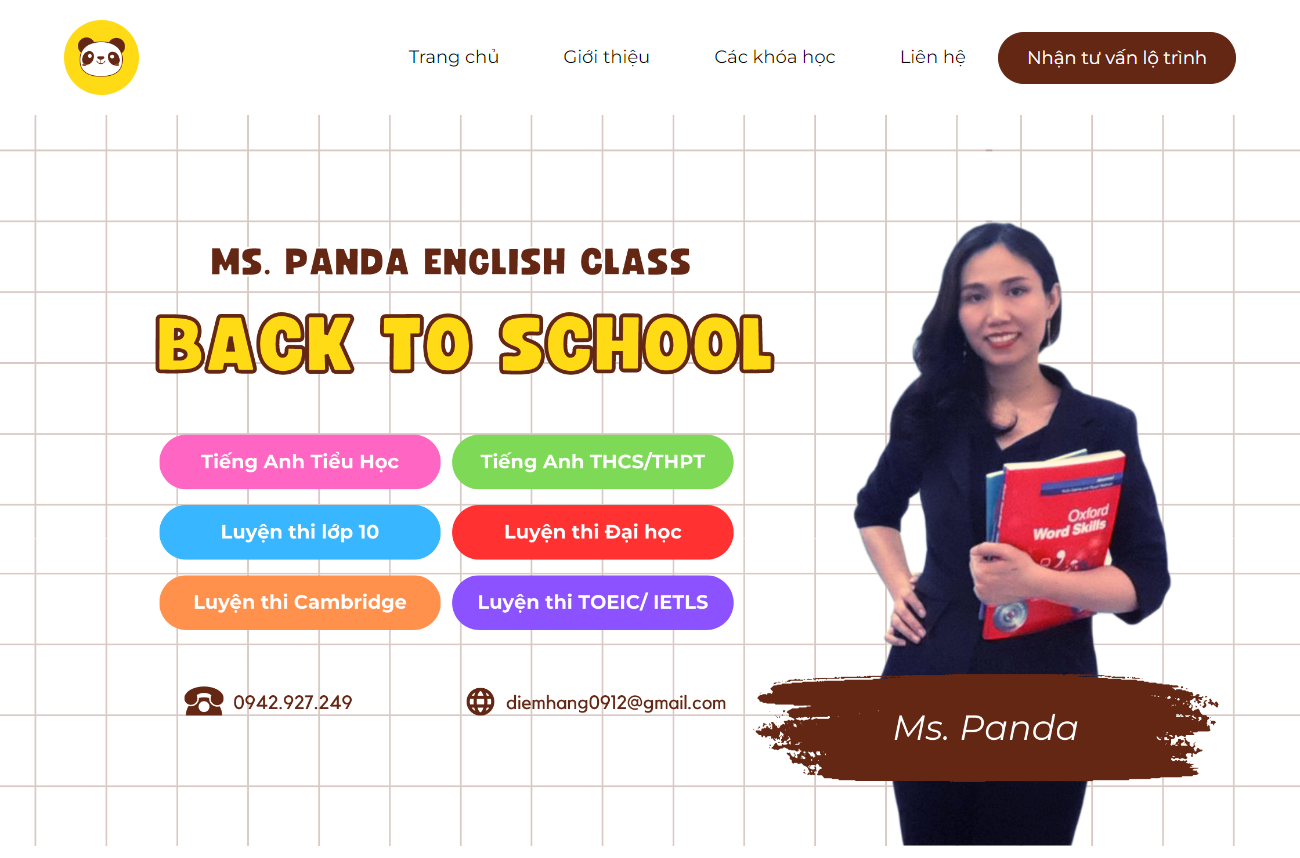 Trang chủ
Giới thiệu
Các khóa học
Liên hệ
Nhận tư vấn lộ trình
MS. PANDA ENGLISH CLASS
BACK TO SCHOOL
Tiếng Anh Tiểu Học
Tiếng Anh THCS/THPT
Luyện thi lớp 10
Luyện thi Đại học
Luyện thi Cambridge
Luyện thi TOEIC/ IETLS
0942.927.249
diemhang0912@gmail.com
Oxford
Word Skills
Ms. Panda